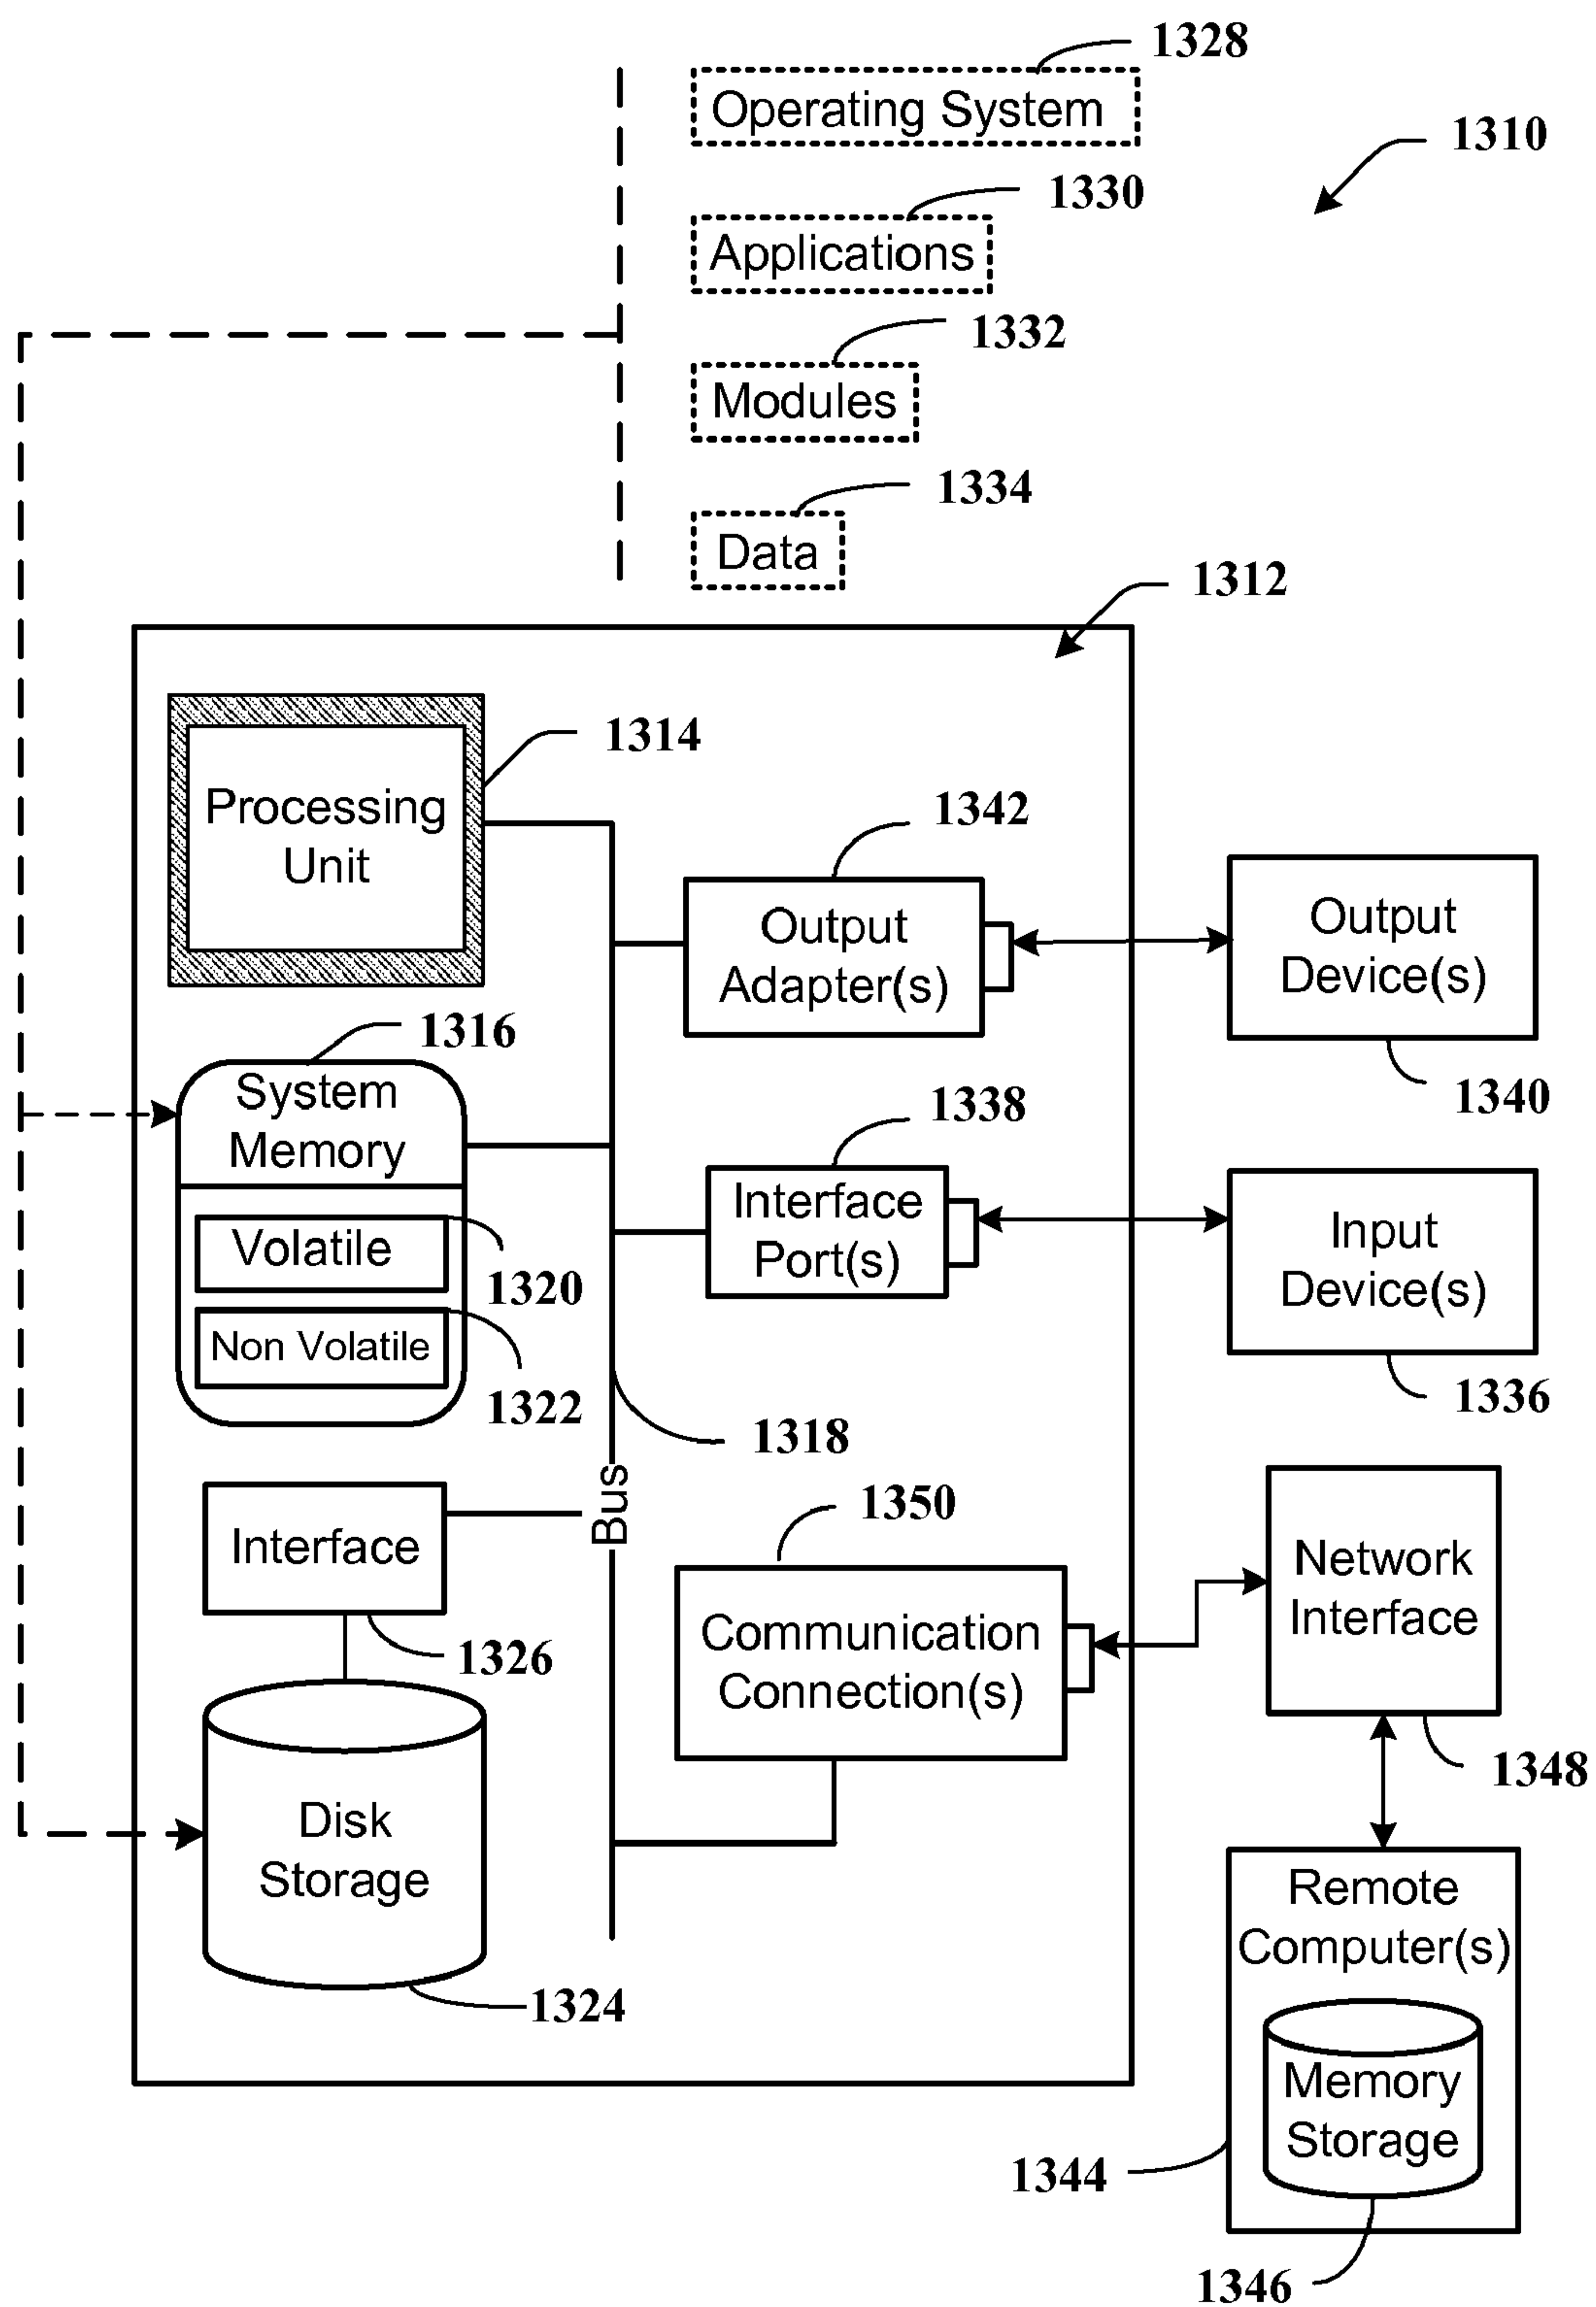 1328
Operating System
1310
1330
Applications
1332
Modules
1334
Data
1312
1314
Processing
Unit
1342
Output
Adapter(s)
Output
Device(s)
1340
1316
System
Memory
Volatile
1320
Non Volatile
1322
1338
Interface
Port(s)
Input
Device(s)
1336
1318
Bus
Interface
1326
1350
Communication
Connection(s)
Network
Interface
1348
Disk
Storage
1324
Remote
Computer(s)
Memory
Storage
1344
1346